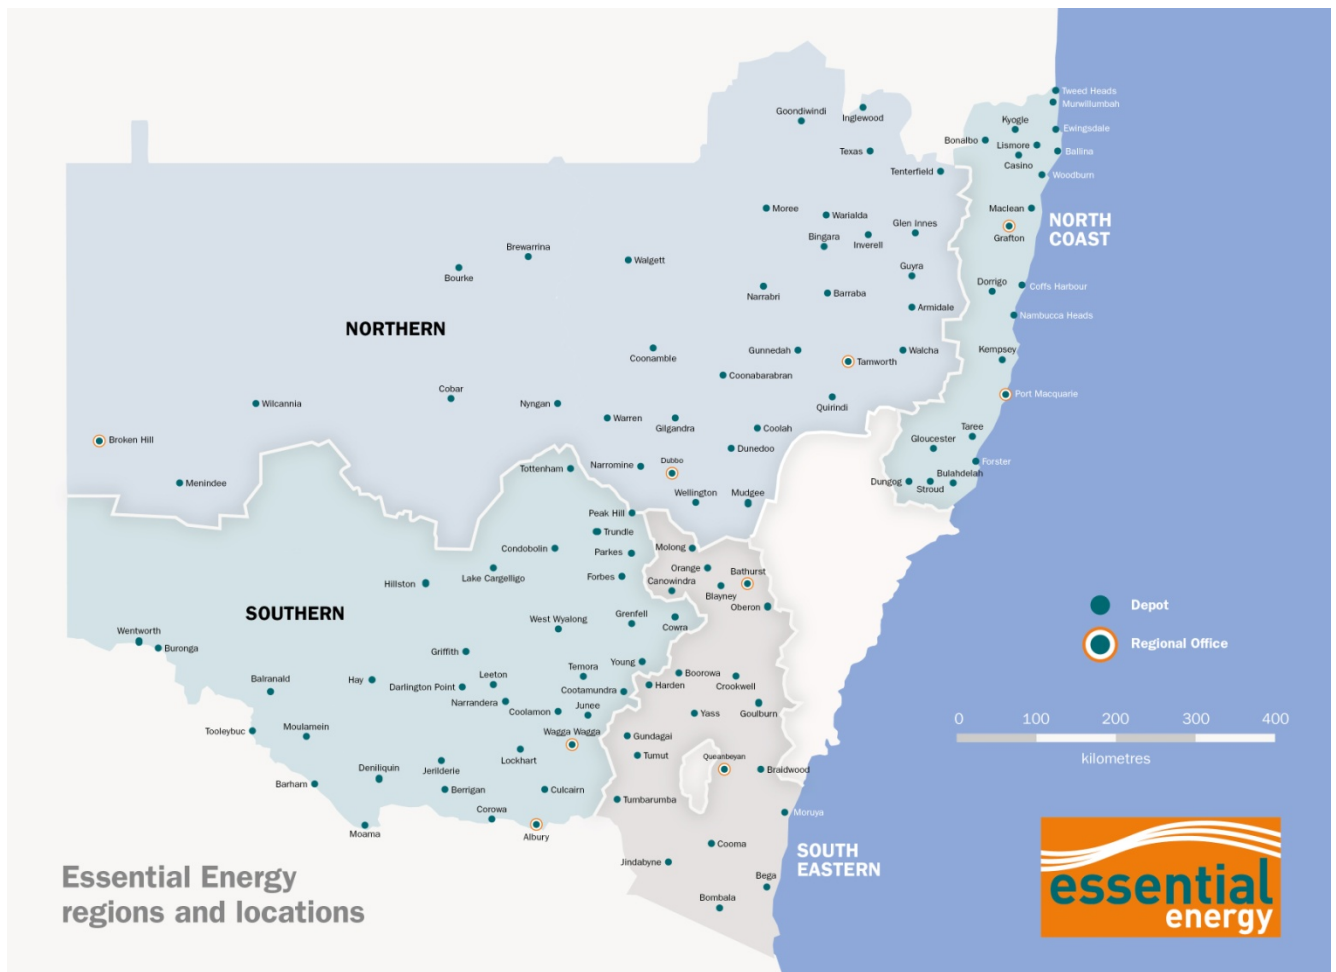 Tweed Heads
Murwillumbah
Goondiwindi
Inglewood
Kyogle
Ewingsdale
Bonalbo
Lismore
Ballina
Texas
Casino
Tenterfield
Woodburn
Moree
Warialda
Maclean
NORTH
COAST
Glen Innes
Bingara
Inverell
Grafton
Brewarrina
Walgett
Bourke
Guyra
Narrabri
Barraba
Dorrigo
Coffs Harbour
Armidale
Nambucca Heads
NORTHERN
Coonamble
Gunnedah
Tamworth
Walcha
Kempsey
Coonabarabran
Cobar
Wilcannia
Nyngan
Quirindi
Port Macquarie
Warren
Gilgandra
Coolah
Taree
Broken Hill
Gloucester
Dunedoo
Tottenham
Narromine
Dubbo
Forster
Menindee
Dungog
Stroud
Bulahdelah
Wellington
Mudgee
Peak Hill
Trundle
Condobolin
Parkes
Molong
Lake Cargelligo
Orange
Bathurst
Hillston
Forbes
Canowindra
Blayney
Oberon
SOUTHERN
West Wyalong
Grenfell
Cowra
Wentworth
Buronga
Griffith
Young
Temora
Boorowa
Crookwell
Balranald
Hay
Darlington Point
Leeton
Cootamundra
Harden
Narrandera
Coolamon
Junee
Yass
Goulburn
Tooleybuc
Moulamein
Wagga Wagga
Gundagai
Lockhart
Tumut
Queanbeyan
Braidwood
Deniliquin
Jerilderie
Barham
Berrigan
Culcairn
Tumbarumba
Corowa
Moama
Albury
Moruya
Cooma
SOUTH
EASTERN
Jindabyne
Bega
Bombala
Depot
Regional Office
0 100 200 300 400
kilometres
Essential Energy
regions and locations
essential
energy